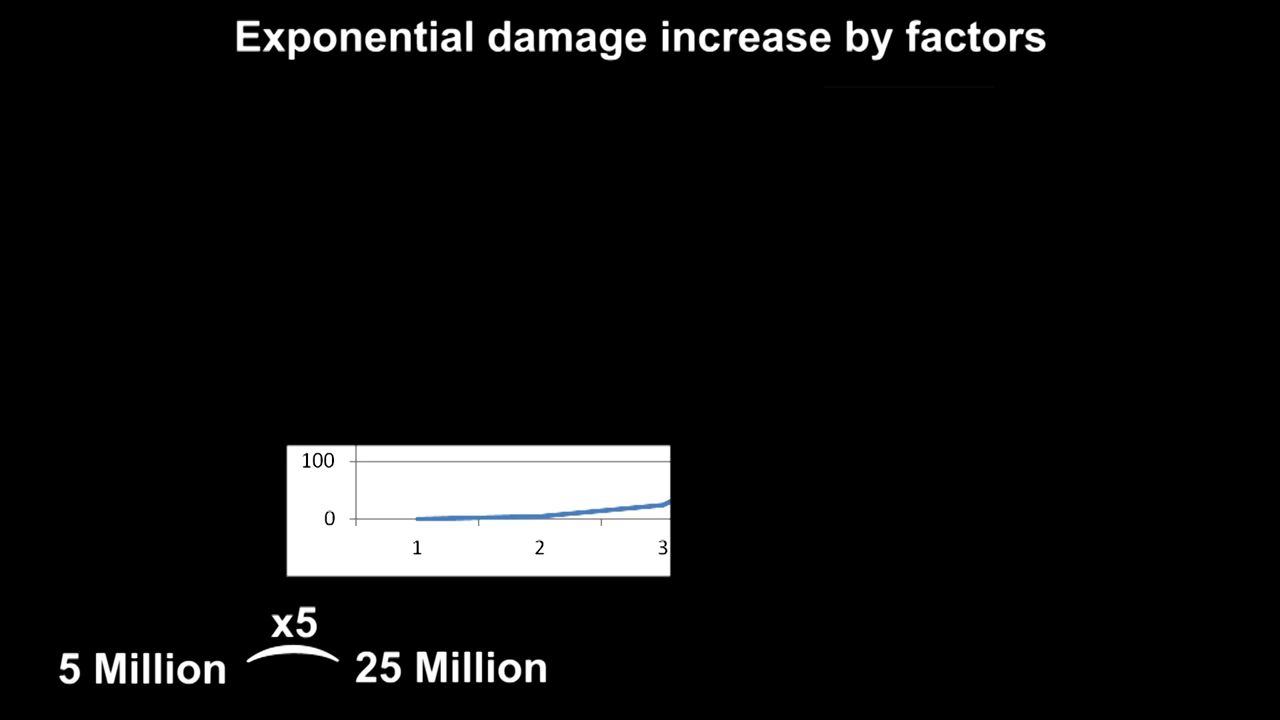 Exponential damage increase by factors
100
0
1 2 3
x5
5 Million 25 Million